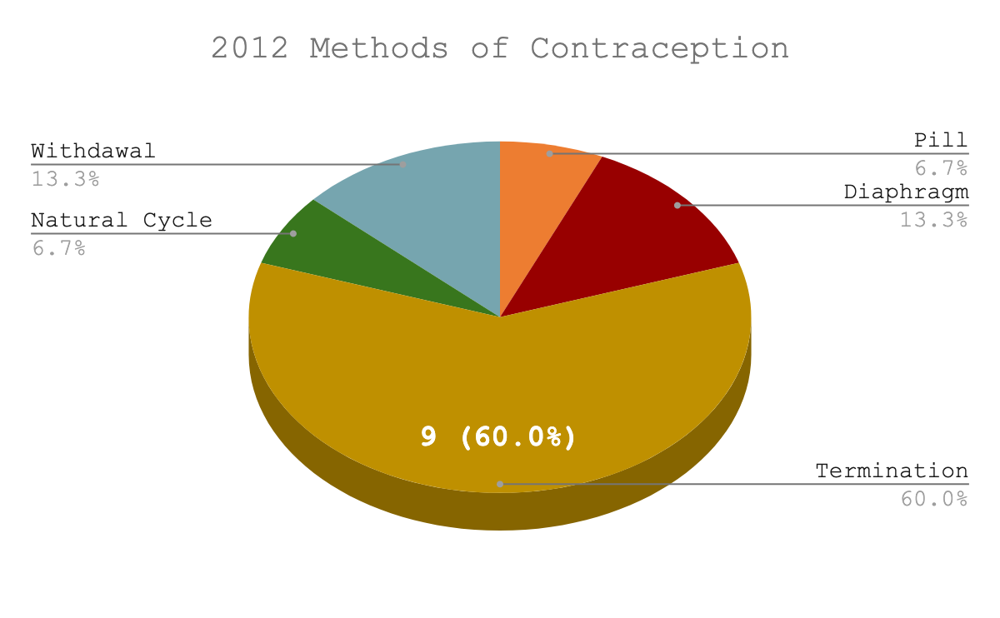 2012 Methods of Contraception
Withdawal
13.3%
Natural Cycle
6.7%
Pill
6.7%
Diaphragm
13.3%
9 (60.0%)
Termination
60.0%